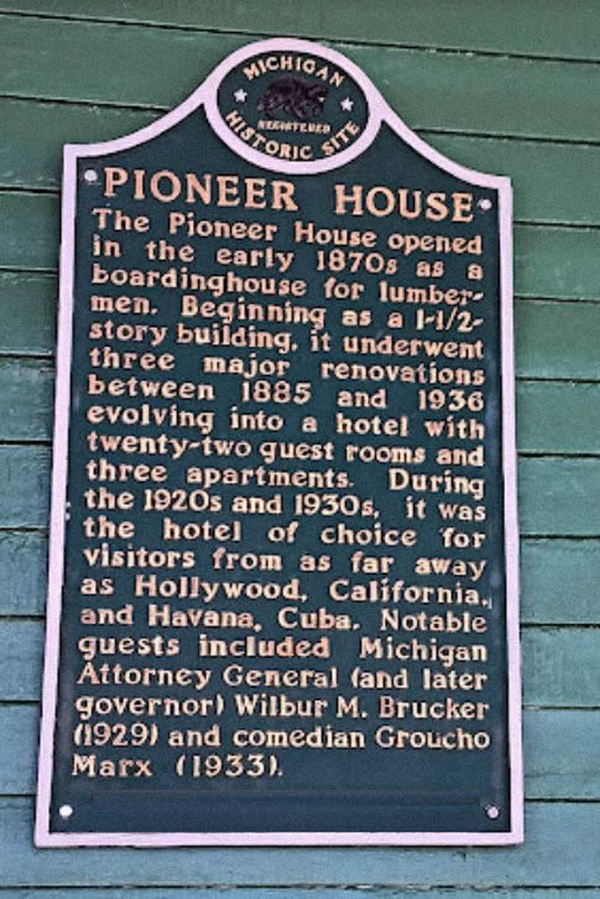 MICHIGAN
REGISTERED
HISTORIC SITE
PIONEER HOUSE
The Pioneer House opened
in the early 1870s as a
boardinghouse for lumber-
men. Beginning as a 1-1/2-
story building, it underwent
three major renovations
between 1885 and 1936
evolving into a hotel with
twenty-two guest rooms and
three apartments. During
the 1920s and 1930s, it was
the hotel of choice for
visitors from as far away
as Hollywood, California,
and Havana, Cuba. Notable
guests included Michigan
Attorney General (and later
governor) Wilbur M. Brucker
(1929) and comedian Groucho
Marx (1933).